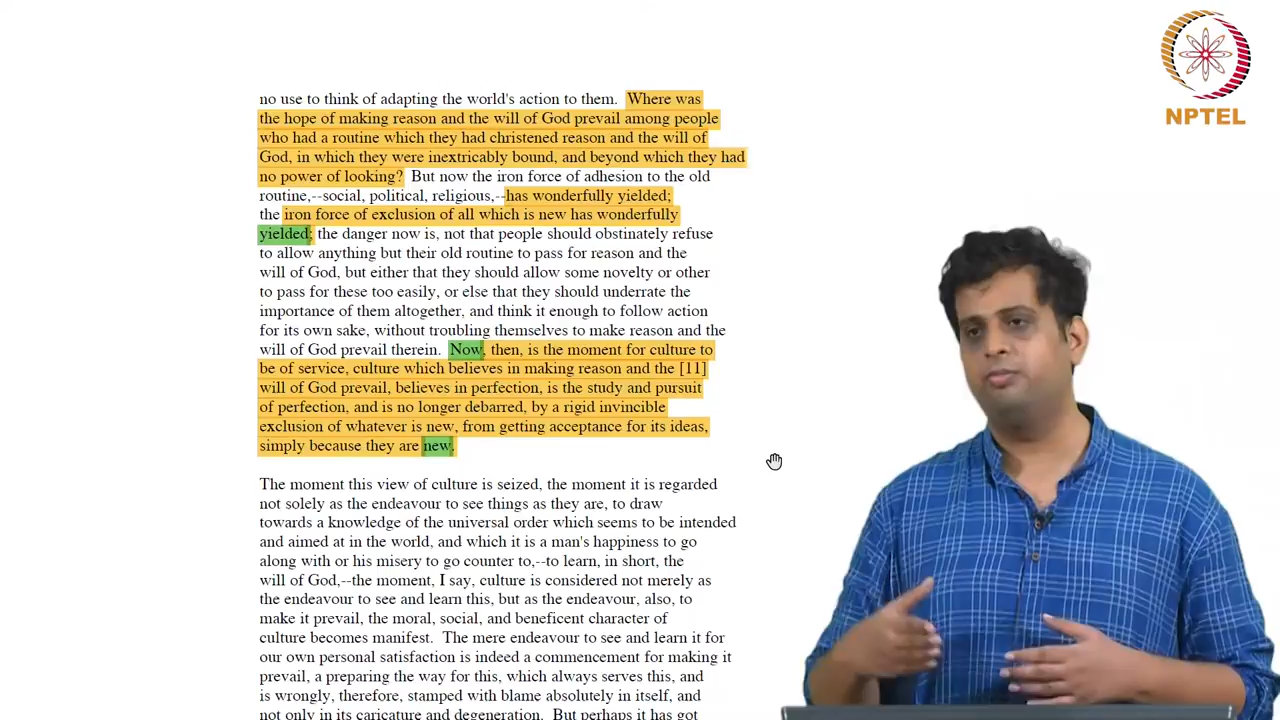 no use to think of adapting the world's action to them.  Where was
the hope of making reason and the will of God prevail among people
who had a routine which they had christened reason and the will of
God, in which they were inextricably bound, and beyond which they had
no power of looking?  But now the iron force of adhesion to the old
routine,--social, political, religious,--has wonderfully yielded;
the iron force of exclusion of all which is new has wonderfully
yielded; the danger now is, not that people should obstinately refuse
to allow anything but their old routine to pass for reason and the
will of God, but either that they should allow some novelty or other
to pass for these too easily, or else that they should underrate the
importance of them altogether, and think it enough to follow action
for its own sake, without troubling themselves to make reason and the
will of God prevail therein.  Now, then, is the moment for culture to
be of service, culture which believes in making reason and the [11]
will of God prevail, believes in perfection, is the study and pursuit
of perfection, and is no longer debarred, by a rigid invincible
exclusion of whatever is new, from getting acceptance for its ideas,
simply because they are new.
The moment this view of culture is seized, the moment it is regarded
not solely as the endeavour to see things as they are, to draw
towards a knowledge of the universal order which seems to be intended
and aimed at in the world, and which it is a man's happiness to go
along with or his misery to go counter to,--to learn, in short, the
will of God,--the moment, I say, culture is considered not merely as
the endeavour to see and learn this, but as the endeavour, also, to
make it prevail, the moral, social, and beneficent character of
culture becomes manifest.  The mere endeavour to see and learn it for
our own personal satisfaction is indeed a commencement for making it
prevail, a preparing the way for this, which always serves this, and
is wrongly, therefore, stamped with blame absolutely in itself, and
not only in its caricature and degeneration.  But perhaps it has got
NPTEL